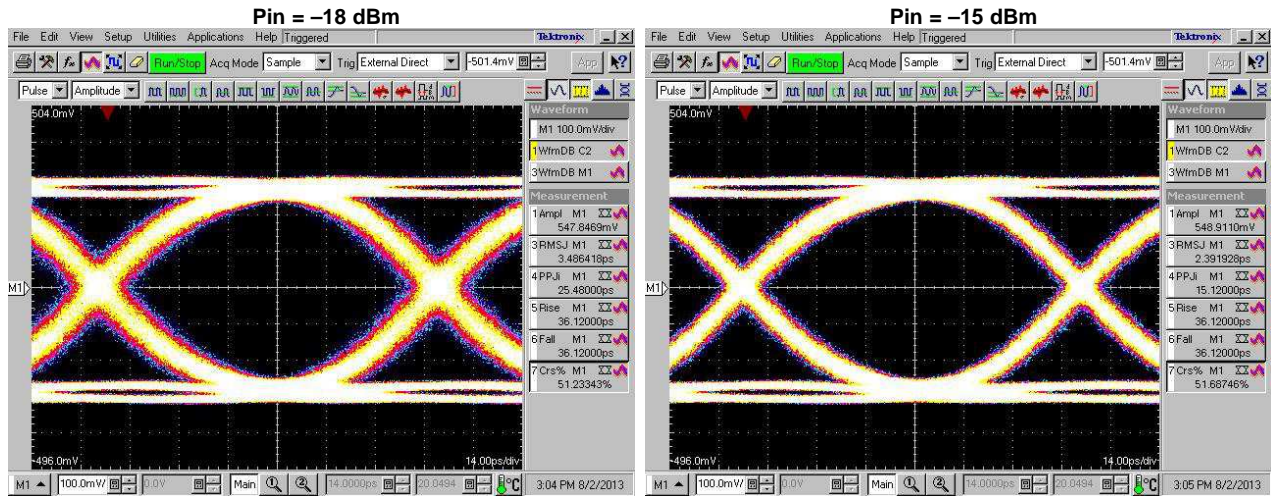 Pin = –18 dBm
File Edit View Setup Utilities Applications Help Triggered
Tektronix
Run/Stop Acq Mode Sample Trig External Direct -501.4mV App
Pulse Amplitude
504.0mV
Waveform
M1 100.0mV/div
1 WfmDB C2
3 WfmDB M1
Measurement
1 Ampl M1
547.8469mV
3 RMSJ M1
3.486418ps
4 PPJi M1
25.48000ps
5 Rise M1
36.12000ps
6 Fall M1
36.12000ps
7 Crs% M1
51.23343%
M1
-496.0mV
14.00ps/div
M1 100.0mV/ 0.0V Main 1 2 14.0000ps 20.0494 °C 3:04 PM 8/2/2013
Pin = –15 dBm
File Edit View Setup Utilities Applications Help Triggered
Tektronix
Run/Stop Acq Mode Sample Trig External Direct -501.4mV App
Pulse Amplitude
504.0mV
Waveform
M1 100.0mV/div
1 WfmDB C2
3 WfmDB M1
Measurement
1 Ampl M1
548.9110mV
3 RMSJ M1
2.391928ps
4 PPJi M1
15.12000ps
5 Rise M1
36.12000ps
6 Fall M1
36.12000ps
7 Crs% M1
51.68746%
M1
-496.0mV
14.00ps/div
M1 100.0mV/ 0.0V Main 1 2 14.0000ps 20.0494 °C 3:05 PM 8/2/2013